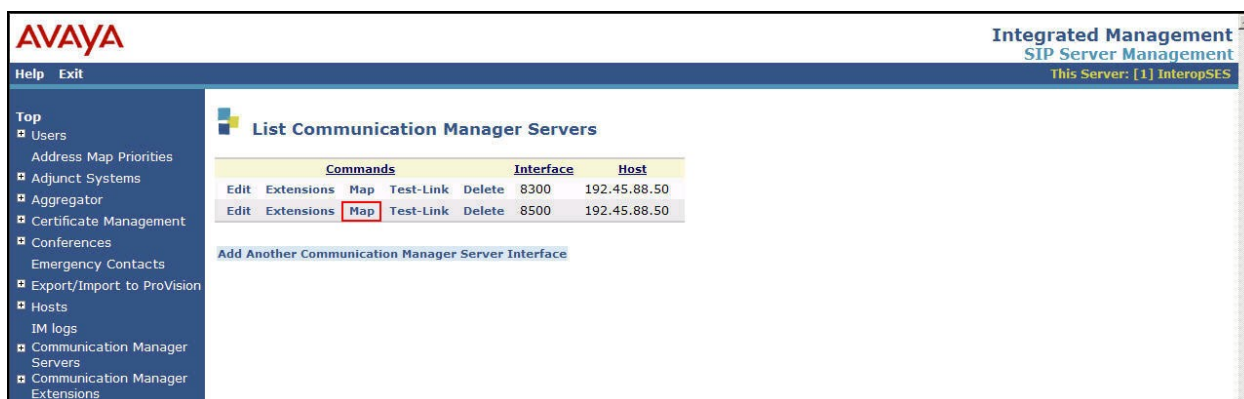 AVAYA
Integrated Management
SIP Server Management
Help Exit
This Server: [1] InteropSES
Top
Users
Address Map Priorities
Adjunct Systems
Aggregator
Certificate Management
Conferences
Emergency Contacts
Export/Import to ProVision
Hosts
IM logs
Communication Manager
Servers
Communication Manager
Extensions
List Communication Manager Servers
Commands Interface Host
Edit Extensions Map Test-Link Delete 8300 192.45.88.50
Edit Extensions Map Test-Link Delete 8500 192.45.88.50
Add Another Communication Manager Server Interface